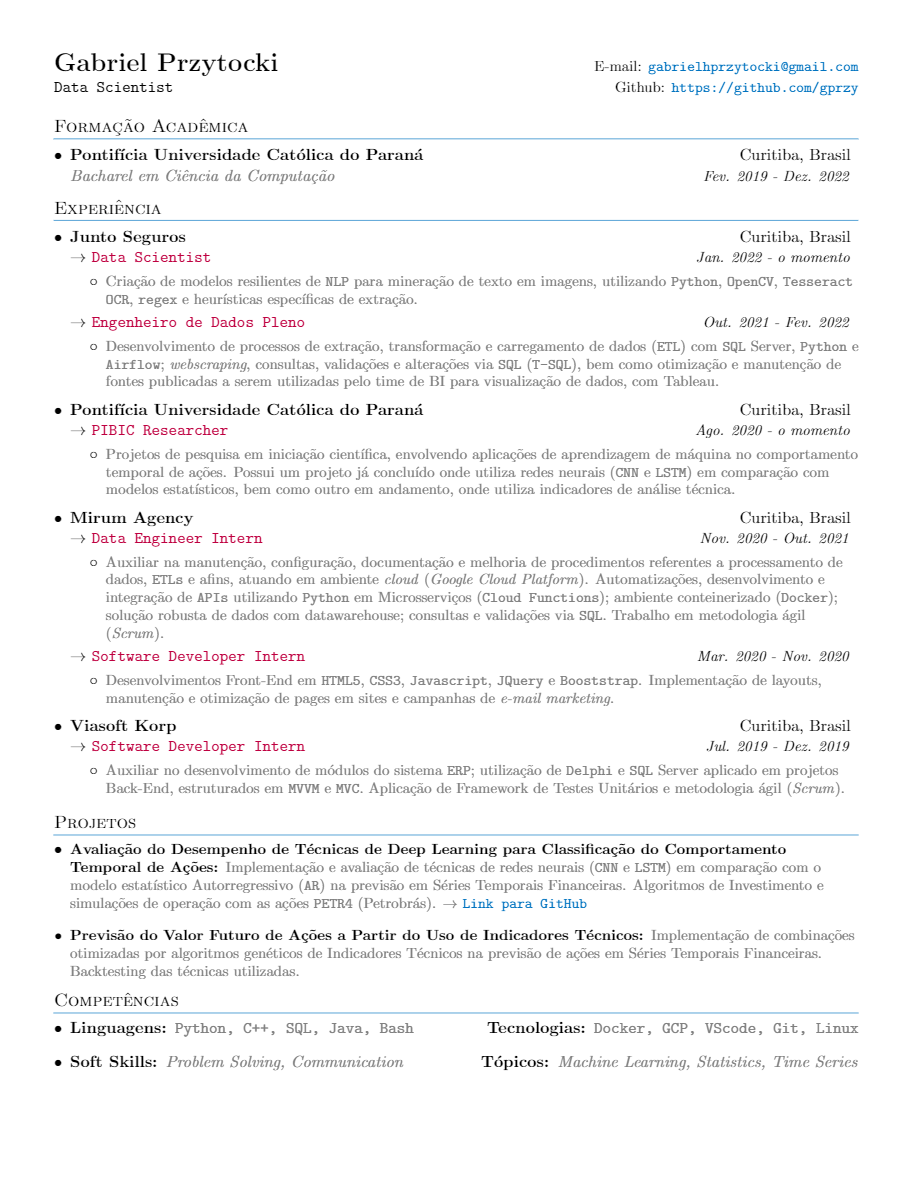 Gabriel Przytocki
E-mail: gabrielhprzytocki@gmail.com
Data Scientist
Github: https://github.com/gprzy
Formação Acadêmica
• Pontifícia Universidade Católica do Paraná Curitiba, Brasil
Bacharel em Ciência da Computação Fev. 2019 - Dez. 2022
Experiência
• Junto Seguros Curitiba, Brasil
→ Data Scientist Jan. 2022 - o momento
◦ Criação de modelos resilientes de NLP para mineração de texto em imagens, utilizando Python, OpenCV, Tesseract
OCR, regex e heurísticas específicas de extração.
→ Engenheiro de Dados Pleno Out. 2021 - Fev. 2022
◦ Desenvolvimento de processos de extração, transformação e carregamento de dados (ETL) com SQL Server, Python e
Airflow; webscraping, consultas, validações e alterações via SQL (T-SQL), bem como otimização e manutenção de
fontes publicadas a serem utilizadas pelo time de BI para visualização de dados, com Tableau.
• Pontifícia Universidade Católica do Paraná Curitiba, Brasil
→ PIBIC Researcher Ago. 2020 - o momento
◦ Projetos de pesquisa em iniciação científica, envolvendo aplicações de aprendizagem de máquina no comportamento
temporal de ações. Possui um projeto já concluído onde utiliza redes neurais (CNN e LSTM) em comparação com
modelos estatísticos, bem como outro em andamento, onde utiliza indicadores de análise técnica.
• Mirum Agency Curitiba, Brasil
→ Data Engineer Intern Nov. 2020 - Out. 2021
◦ Auxiliar na manutenção, configuração, documentação e melhoria de procedimentos referentes a processamento de
dados, ETLs e afins, atuando em ambiente cloud (Google Cloud Platform). Automatizações, desenvolvimento e
integração de APIs utilizando Python em Microsserviços (Cloud Functions); ambiente conteinerizado (Docker);
solução robusta de dados com datawarehouse; consultas e validações via SQL. Trabalho em metodologia ágil
(Scrum).
→ Software Developer Intern Mar. 2020 - Nov. 2020
◦ Desenvolvimentos Front-End em HTML5, CSS3, Javascript, JQuery e Booststrap. Implementação de layouts,
manutenção e otimização de pages em sites e campanhas de e-mail marketing.
• Viasoft Korp Curitiba, Brasil
→ Software Developer Intern Jul. 2019 - Dez. 2019
◦ Auxiliar no desenvolvimento de módulos do sistema ERP; utilização de Delphi e SQL Server aplicado em projetos
Back-End, estruturados em MVVM e MVC. Aplicação de Framework de Testes Unitários e metodologia ágil (Scrum).
Projetos
• Avaliação do Desempenho de Técnicas de Deep Learning para Classificação do Comportamento
Temporal de Ações: Implementação e avaliação de técnicas de redes neurais (CNN e LSTM) em comparação com o
modelo estatístico Autorregressivo (AR) na previsão em Séries Temporais Financeiras. Algoritmos de Investimento e
simulações de operação com as ações PETR4 (Petrobrás). → Link para GitHub
• Previsão do Valor Futuro de Ações a Partir do Uso de Indicadores Técnicos: Implementação de combinações
otimizadas por algoritmos genéticos de Indicadores Técnicos na previsão de ações em Séries Temporais Financeiras.
Backtesting das técnicas utilizadas.
Competências
• Linguagens: Python, C++, SQL, Java, Bash Tecnologias: Docker, GCP, VScode, Git, Linux
• Soft Skills: Problem Solving, Communication Tópicos: Machine Learning, Statistics, Time Series